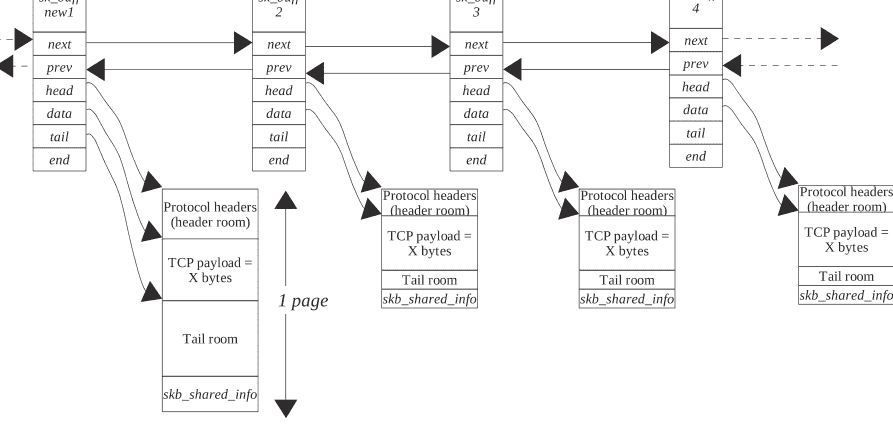 new1
2
3
4
next
prev
head
data
tail
end
next
prev
head
data
tail
end
next
prev
head
data
tail
end
next
prev
head
data
tail
end
Protocol headers
(header room)
TCP payload =
X bytes
Tail room
skb_shared_info
1 page
Protocol headers
(header room)
TCP payload =
X bytes
Tail room
skb_shared_info
Protocol headers
(header room)
TCP payload =
X bytes
Tail room
skb_shared_info
Protocol headers
(header room)
TCP payload =
X bytes
Tail room
skb_shared_info